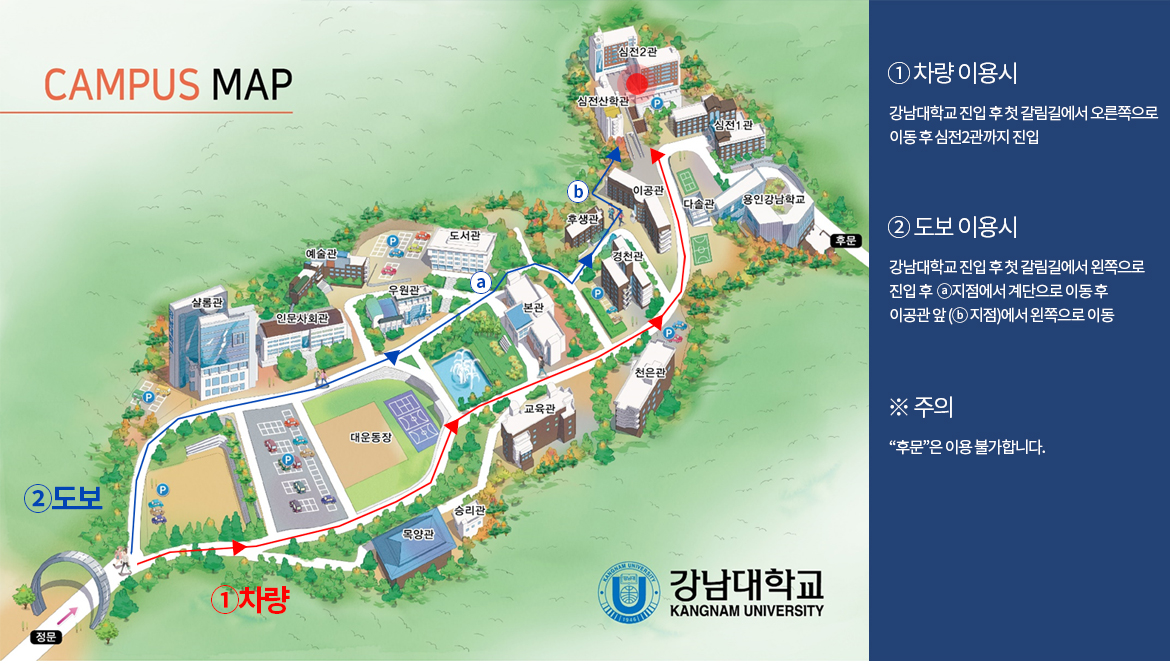 CAMPUS MAP
심전2관
심전산학관
P
심전1관
이공관
다솔관
용인강남학교
후문
ⓑ
후생관
도서관
P
예술관
ⓐ
경천관
P
우원관
본관
샬롬관
인문사회관
P
천은관
P
교육관
대운동장
P
P
②도보
승리관
목양관
①차량
정문
강남대학교
KANGNAM UNIVERSITY
KANGNAM UNIVERSITY
1946
① 차량 이용시
강남대학교 진입 후 첫 갈림길에서 오른쪽으로
이동 후 심전2관까지 진입
② 도보 이용시
강남대학교 진입 후 첫 갈림길에서 왼쪽으로
진입 후 ⓐ지점에서 계단으로 이동 후
이공관 앞 (ⓑ 지점)에서 왼쪽으로 이동
※ 주의
“후문”은 이용 불가합니다.